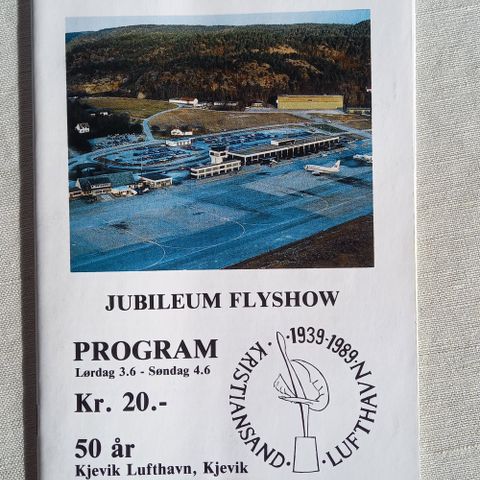 JUBILEUM FLYSHOW
PROGRAM
Lørdag 3.6 - Søndag 4.6
Kr. 20.-
50 år
Kjevik Lufthavn, Kjevik
KRISTIANSAND · 1939-1989 · LUFTHAVN